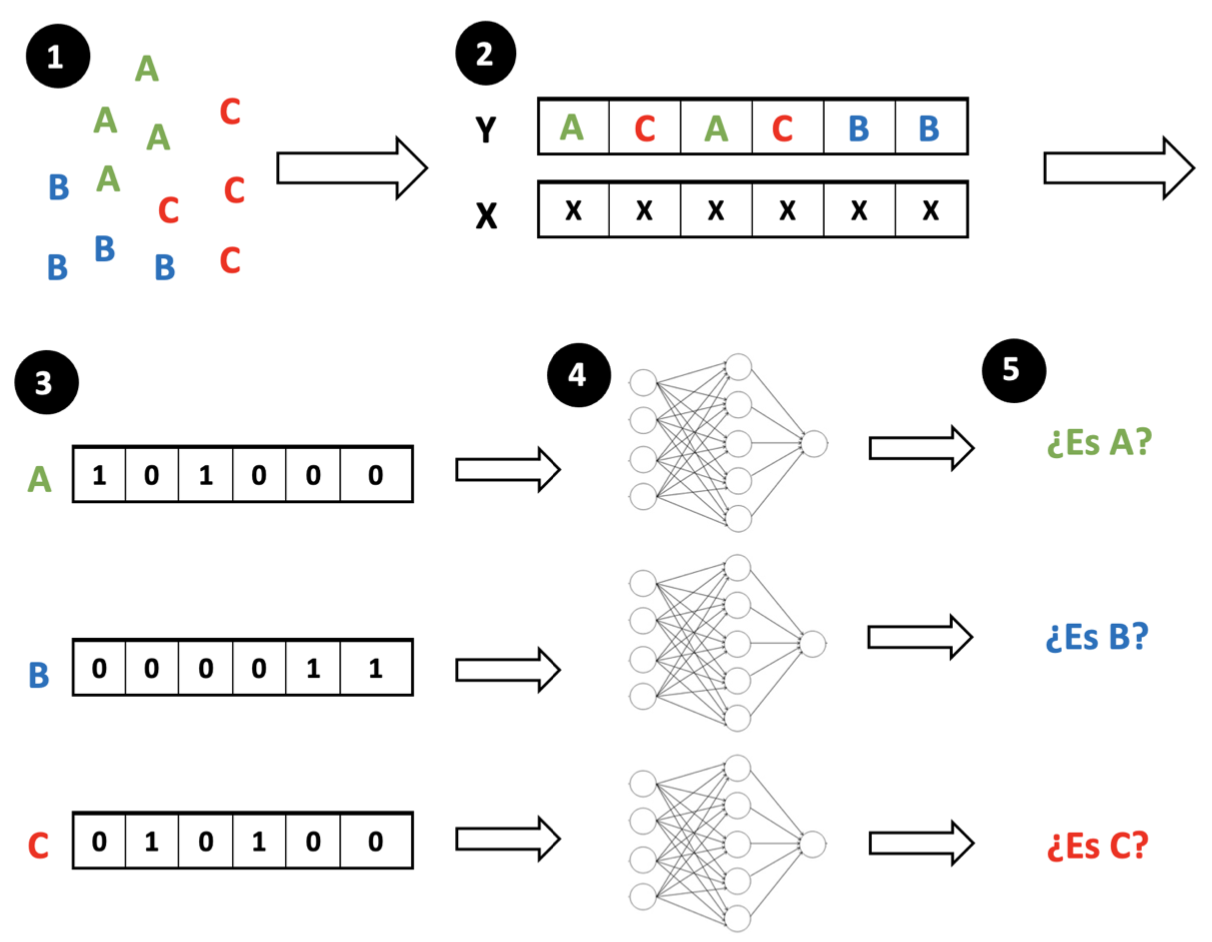 1
A
A
A
C
B
A
C
C
B
B
B
C
2
Y A C A C B B
X X X X X X X
3
A 1 0 1 0 0 0
B 0 0 0 0 1 1
C 0 1 0 1 0 0
4
5
¿Es A?
¿Es B?
¿Es C?